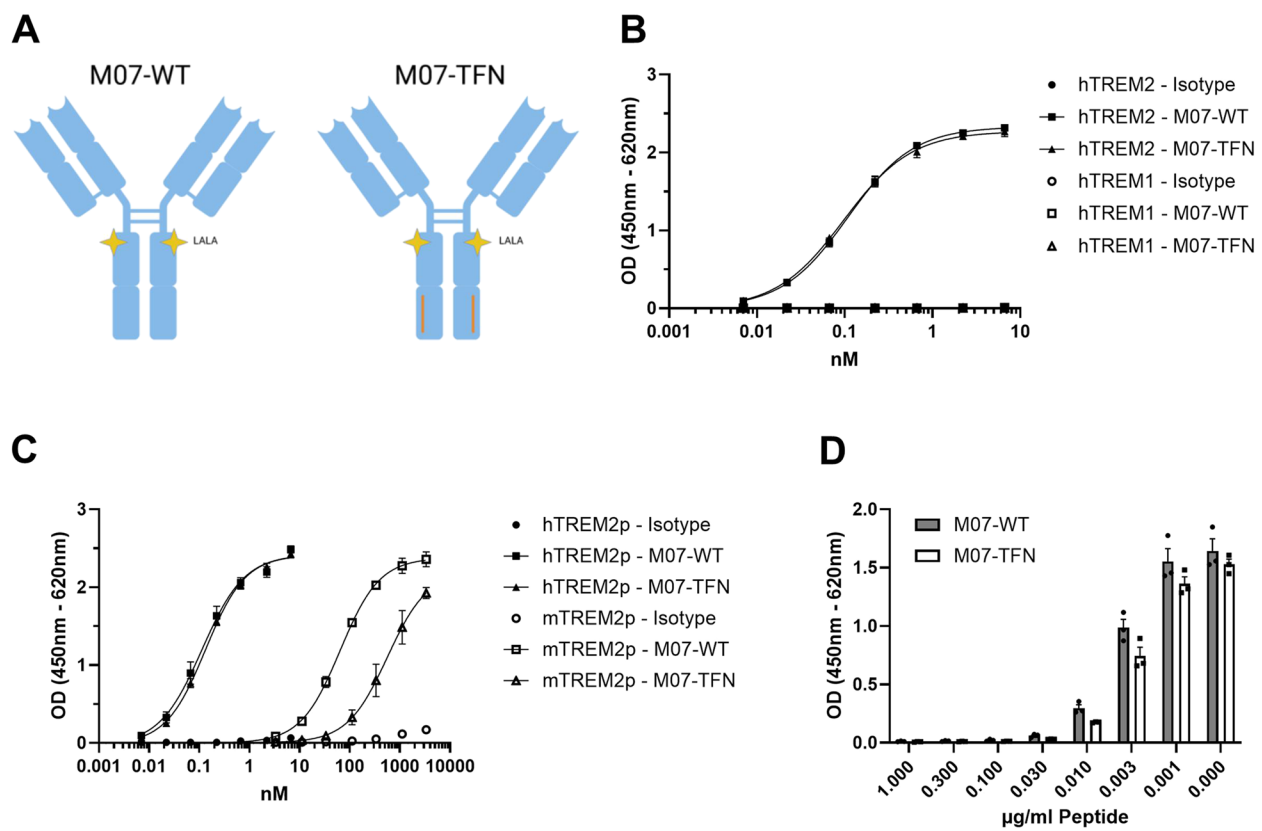 A
M07-WT
M07-TFN
LALA
LALA
B
OD (450nm - 620nm)
3
2
1
0
0.001
0.01
0.1
1
10
nM
hTREM2 - Isotype
hTREM2 - M07-WT
hTREM2 - M07-TFN
hTREM1 - Isotype
hTREM1 - M07-WT
hTREM1 - M07-TFN
C
OD (450nm - 620nm)
3
2
1
0
0.001
0.01
0.1
1
10
100
1000
10000
nM
hTREM2p - Isotype
hTREM2p - M07-WT
hTREM2p - M07-TFN
mTREM2p - Isotype
mTREM2p - M07-WT
mTREM2p - M07-TFN
D
OD (450nm - 620nm)
2.0
1.5
1.0
0.5
0.0
M07-WT
M07-TFN
1.000
0.300
0.100
0.030
0.010
0.003
0.001
0.000
µg/ml Peptide